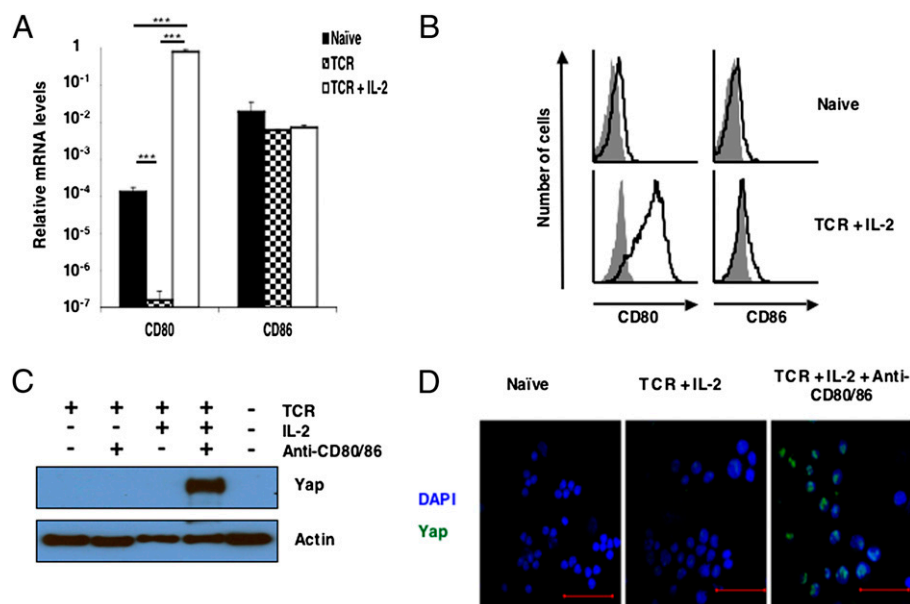 A
Relative mRNA levels
1
10-1
10-2
10-3
10-4
10-5
10-6
10-7
***
***
***
Naïve
TCR
TCR + IL-2
CD80
CD86
B
Number of cells
Naive
TCR + IL-2
CD80
CD86
C
+ + + + - TCR
- - + + - IL-2
- + - + - Anti-CD80/86
Yap
Actin
D
Naïve
TCR + IL-2
TCR + IL-2 + Anti-
CD80/86
DAPI
Yap